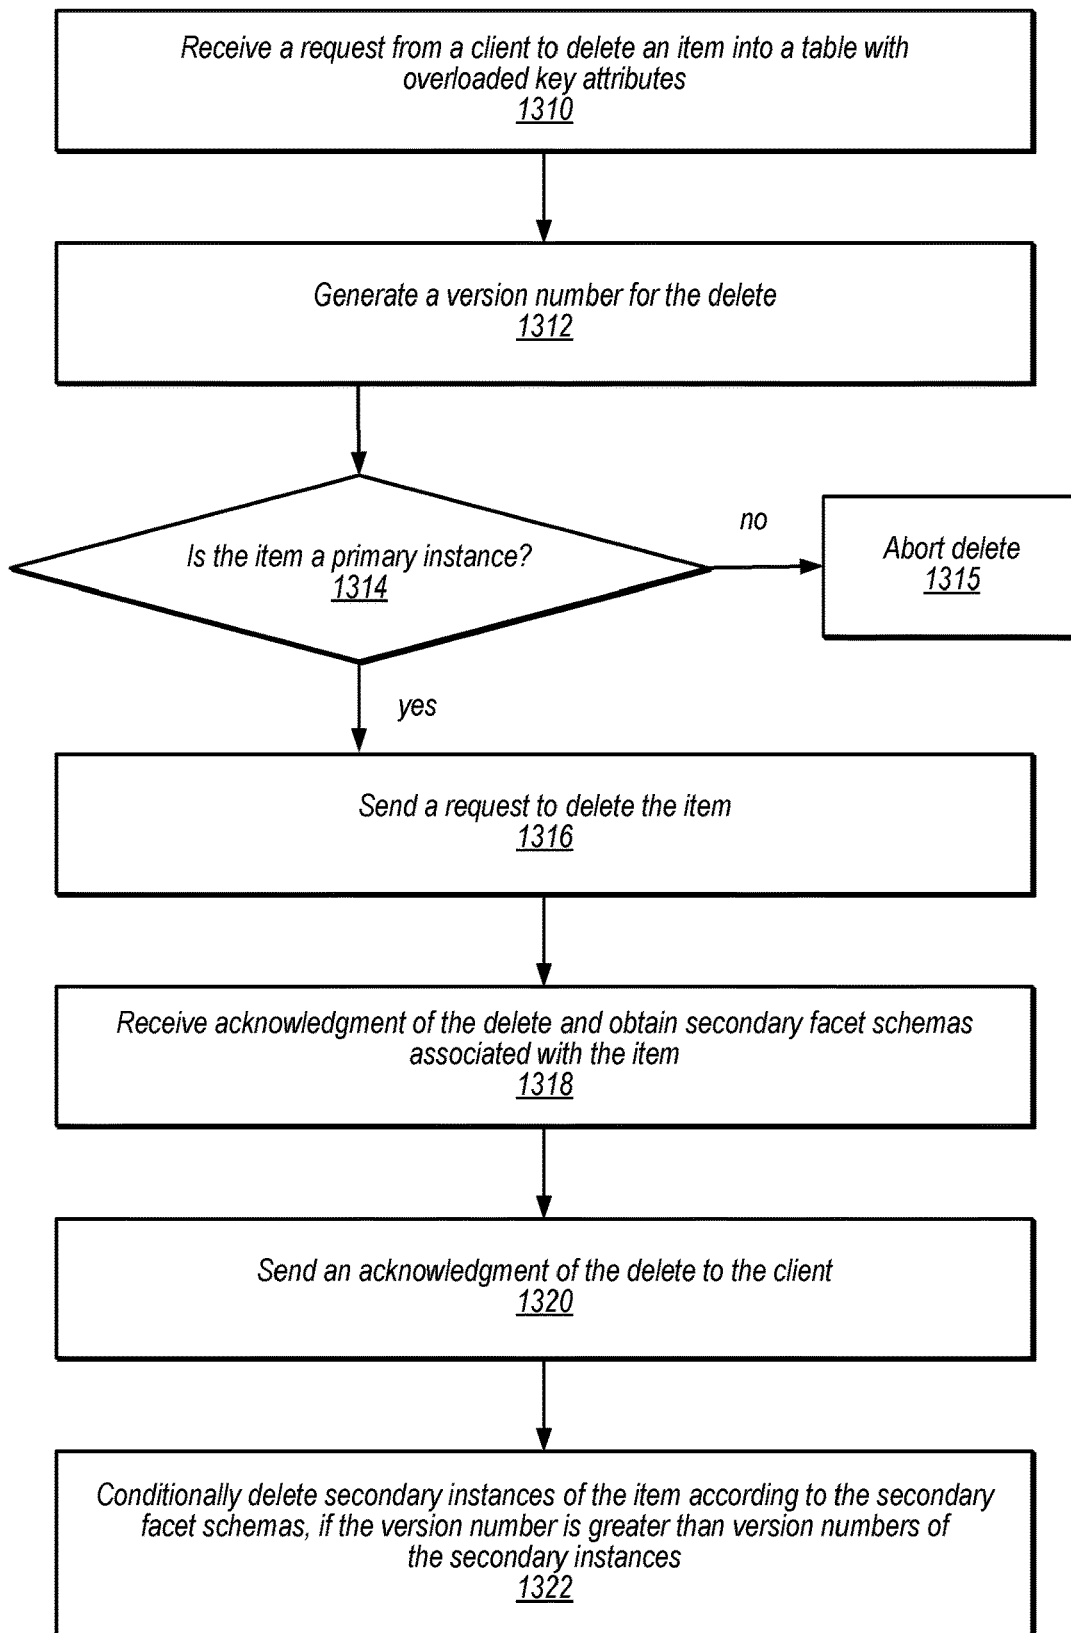 Receive a request from a client to delete an item into a table with
overloaded key attributes
1310
Generate a version number for the delete
1312
Is the item a primary instance?
1314
no
Abort delete
1315
yes
Send a request to delete the item
1316
Receive acknowledgment of the delete and obtain secondary facet schemas
associated with the item
1318
Send an acknowledgment of the delete to the client
1320
Conditionally delete secondary instances of the item according to the secondary
facet schemas, if the version number is greater than version numbers of
the secondary instances
1322